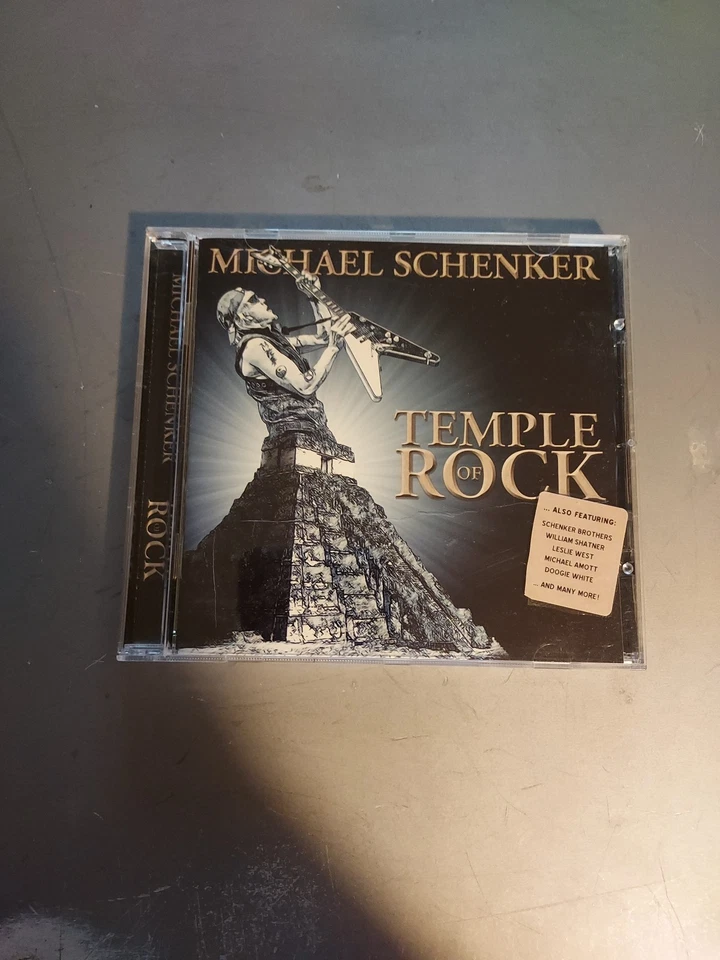 MICHAEL SCHENKER
TEMPLE
OF
ROCK
... ALSO FEATURING:
SCHENKER BROTHERS
WILLIAM SHATNER
LESLIE WEST
MICHAEL AMOTT
DOOGIE WHITE
... AND MANY MORE!
MICHAEL SCHENKER
ROCK